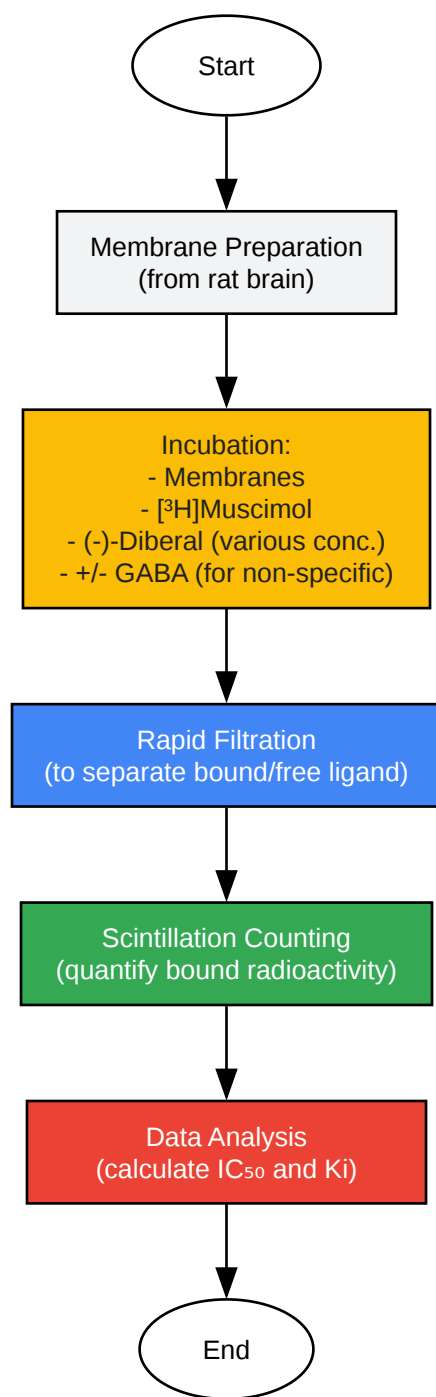 Start
Membrane Preparation
(from rat brain)
Incubation:
- Membranes
- [³H]Muscimol
- (-)-Diberal (various conc.)
- +/- GABA (for non-specific)
Rapid Filtration
(to separate bound/free ligand)
Scintillation Counting
(quantify bound radioactivity)
Data Analysis
(calculate IC₅₀ and Ki)
End